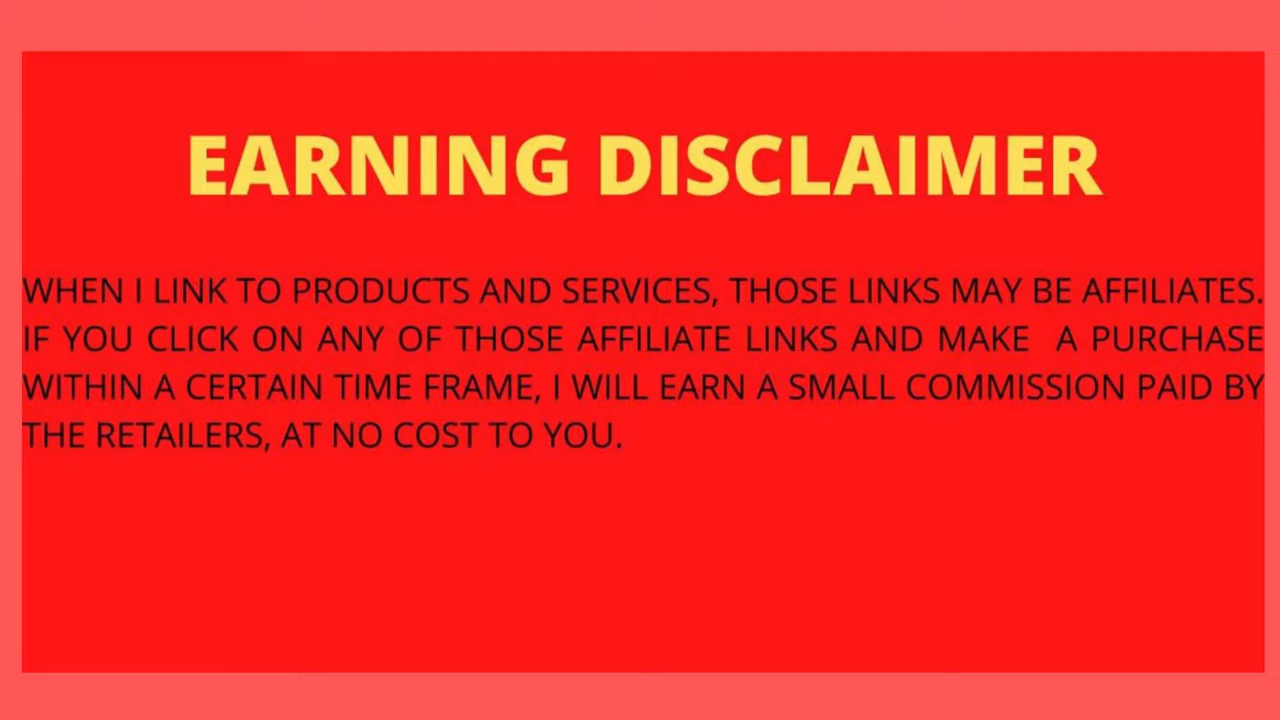 EARNING DISCLAIMER
WHEN I LINK TO PRODUCTS AND SERVICES, THOSE LINKS MAY BE AFFILIATES.
IF YOU CLICK ON ANY OF THOSE AFFILIATE LINKS AND MAKE A PURCHASE
WITHIN A CERTAIN TIME FRAME, I WILL EARN A SMALL COMMISSION PAID BY
THE RETAILERS, AT NO COST TO YOU.